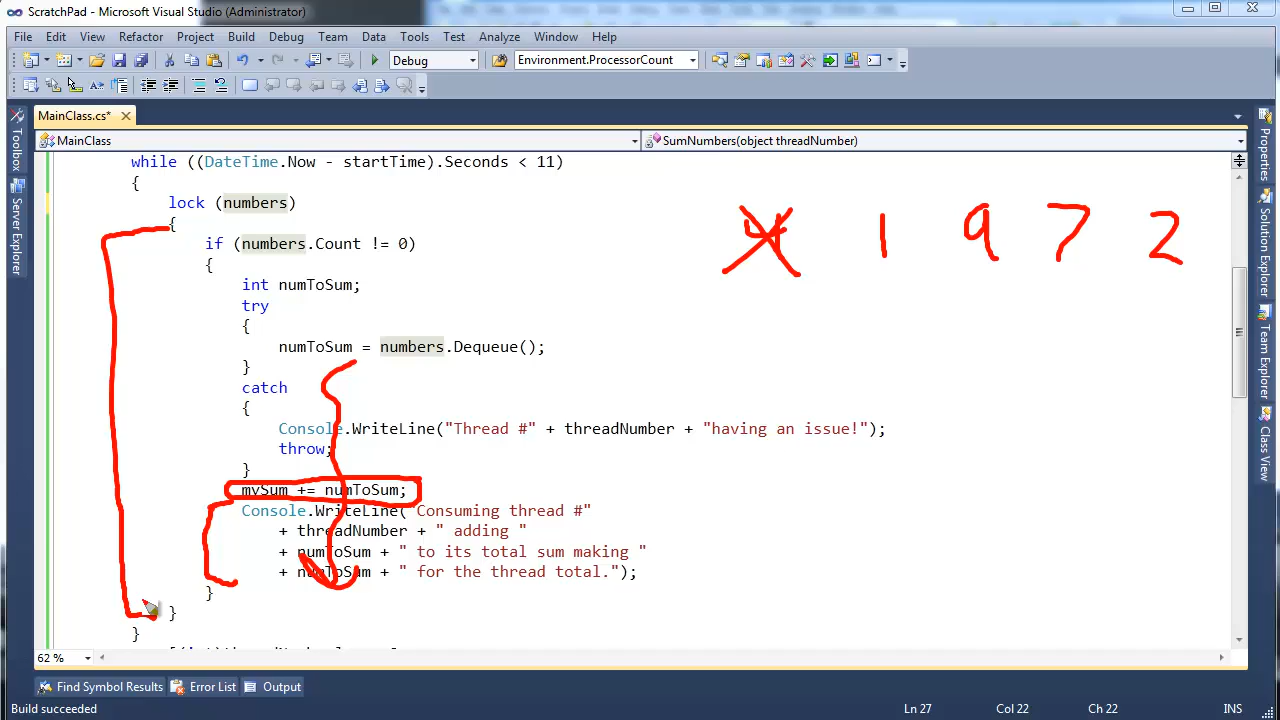 ScratchPad - Microsoft Visual Studio (Administrator)
File Edit View Refactor Project Build Debug Team Data Tools Test Analyze Window Help
Debug Environment.ProcessorCount
MainClass.cs*
MainClass SumNumbers(object threadNumber)
Toolbox
Server Explorer
Properties
Solution Explorer
Team Explorer
Class View
while ((DateTime.Now - startTime).Seconds < 11)
{
lock (numbers)
{
if (numbers.Count != 0)
{
int numToSum;
try
{
numToSum = numbers.Dequeue();
}
catch
{
Console.WriteLine("Thread #" + threadNumber + "having an issue!");
throw;
}
mySum += numToSum;
Console.WriteLine("Consuming thread #"
+ threadNumber + " adding "
+ numToSum + " to its total sum making "
+ numToSum + " for the thread total.");
}
}
}
4 1 9 7 2
62 %
Find Symbol Results Error List Output
Build succeeded Ln 27 Col 22 Ch 22 INS